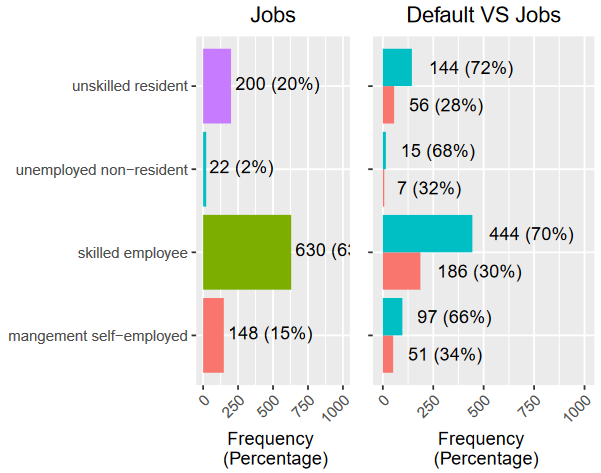 Jobs
Default VS Jobs
unskilled resident
200 (20%)
144 (72%)
56 (28%)
unemployed non-resident
22 (2%)
15 (68%)
7 (32%)
skilled employee
630 (6
444 (70%)
186 (30%)
mangement self-employed
148 (15%)
97 (66%)
51 (34%)
0 250 500 750 1000
0 250 500 750 1000
Frequency
(Percentage)
Frequency
(Percentage)